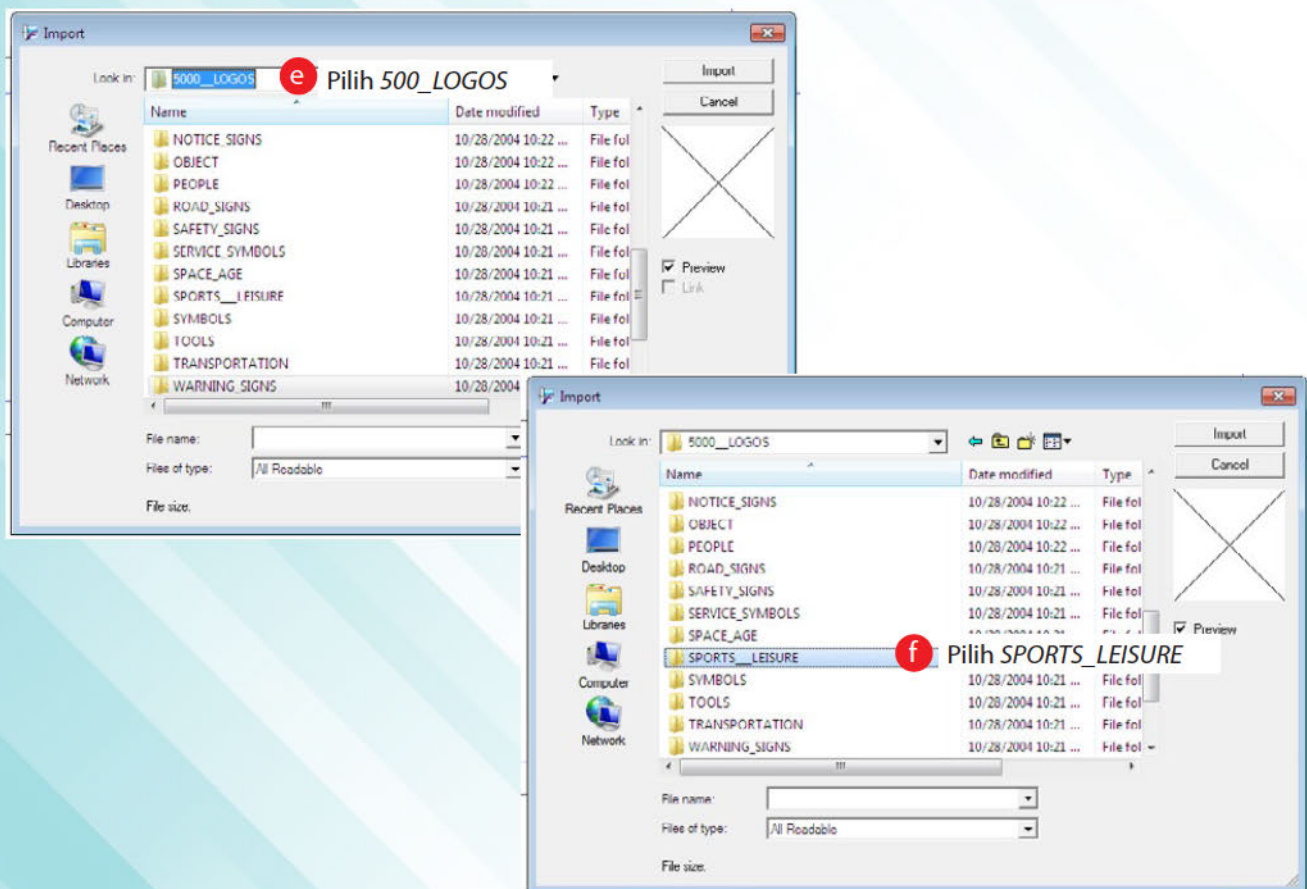 Import
Look in: 5000__LOGOS
e Pilih 500_LOGOS
Import
Cancel
Name Date modified Type
Recent Places
Desktop
Libraries
Computer
Network
NOTICE_SIGNS 10/28/2004 10:22 ... File fol
OBJECT 10/28/2004 10:22 ... File fol
PEOPLE 10/28/2004 10:22 ... File fol
ROAD_SIGNS 10/28/2004 10:21 ... File fol
SAFETY_SIGNS 10/28/2004 10:21 ... File fol
SERVICE_SYMBOLS 10/28/2004 10:21 ... File fol
SPACE_AGE 10/28/2004 10:21 ... File fol
SPORTS___LEISURE 10/28/2004 10:21 ... File fol
SYMBOLS 10/28/2004 10:21 ... File fol
TOOLS 10/28/2004 10:21 ... File fol
TRANSPORTATION 10/28/2004 10:21 ... File fol
WARNING_SIGNS 10/28/2004
Preview
Link
File name:
Files of type: All Readable
File size:
Import
Look in: 5000__LOGOS
Import
Cancel
Name Date modified Type
Recent Places
Desktop
Libraries
Computer
Network
NOTICE_SIGNS 10/28/2004 10:22 ... File fol
OBJECT 10/28/2004 10:22 ... File fol
PEOPLE 10/28/2004 10:22 ... File fol
ROAD_SIGNS 10/28/2004 10:21 ... File fol
SAFETY_SIGNS 10/28/2004 10:21 ... File fol
SERVICE_SYMBOLS 10/28/2004 10:21 ... File fol
SPACE_AGE
SPORTS___LEISURE
f Pilih SPORTS_LEISURE
SYMBOLS 10/28/2004 10:21 ... File fol
TOOLS 10/28/2004 10:21 ... File fol
TRANSPORTATION 10/28/2004 10:21 ... File fol
WARNING_SIGNS 10/28/2004 10:21 ... File fol
Preview
File name:
Files of type: All Readable
File size: